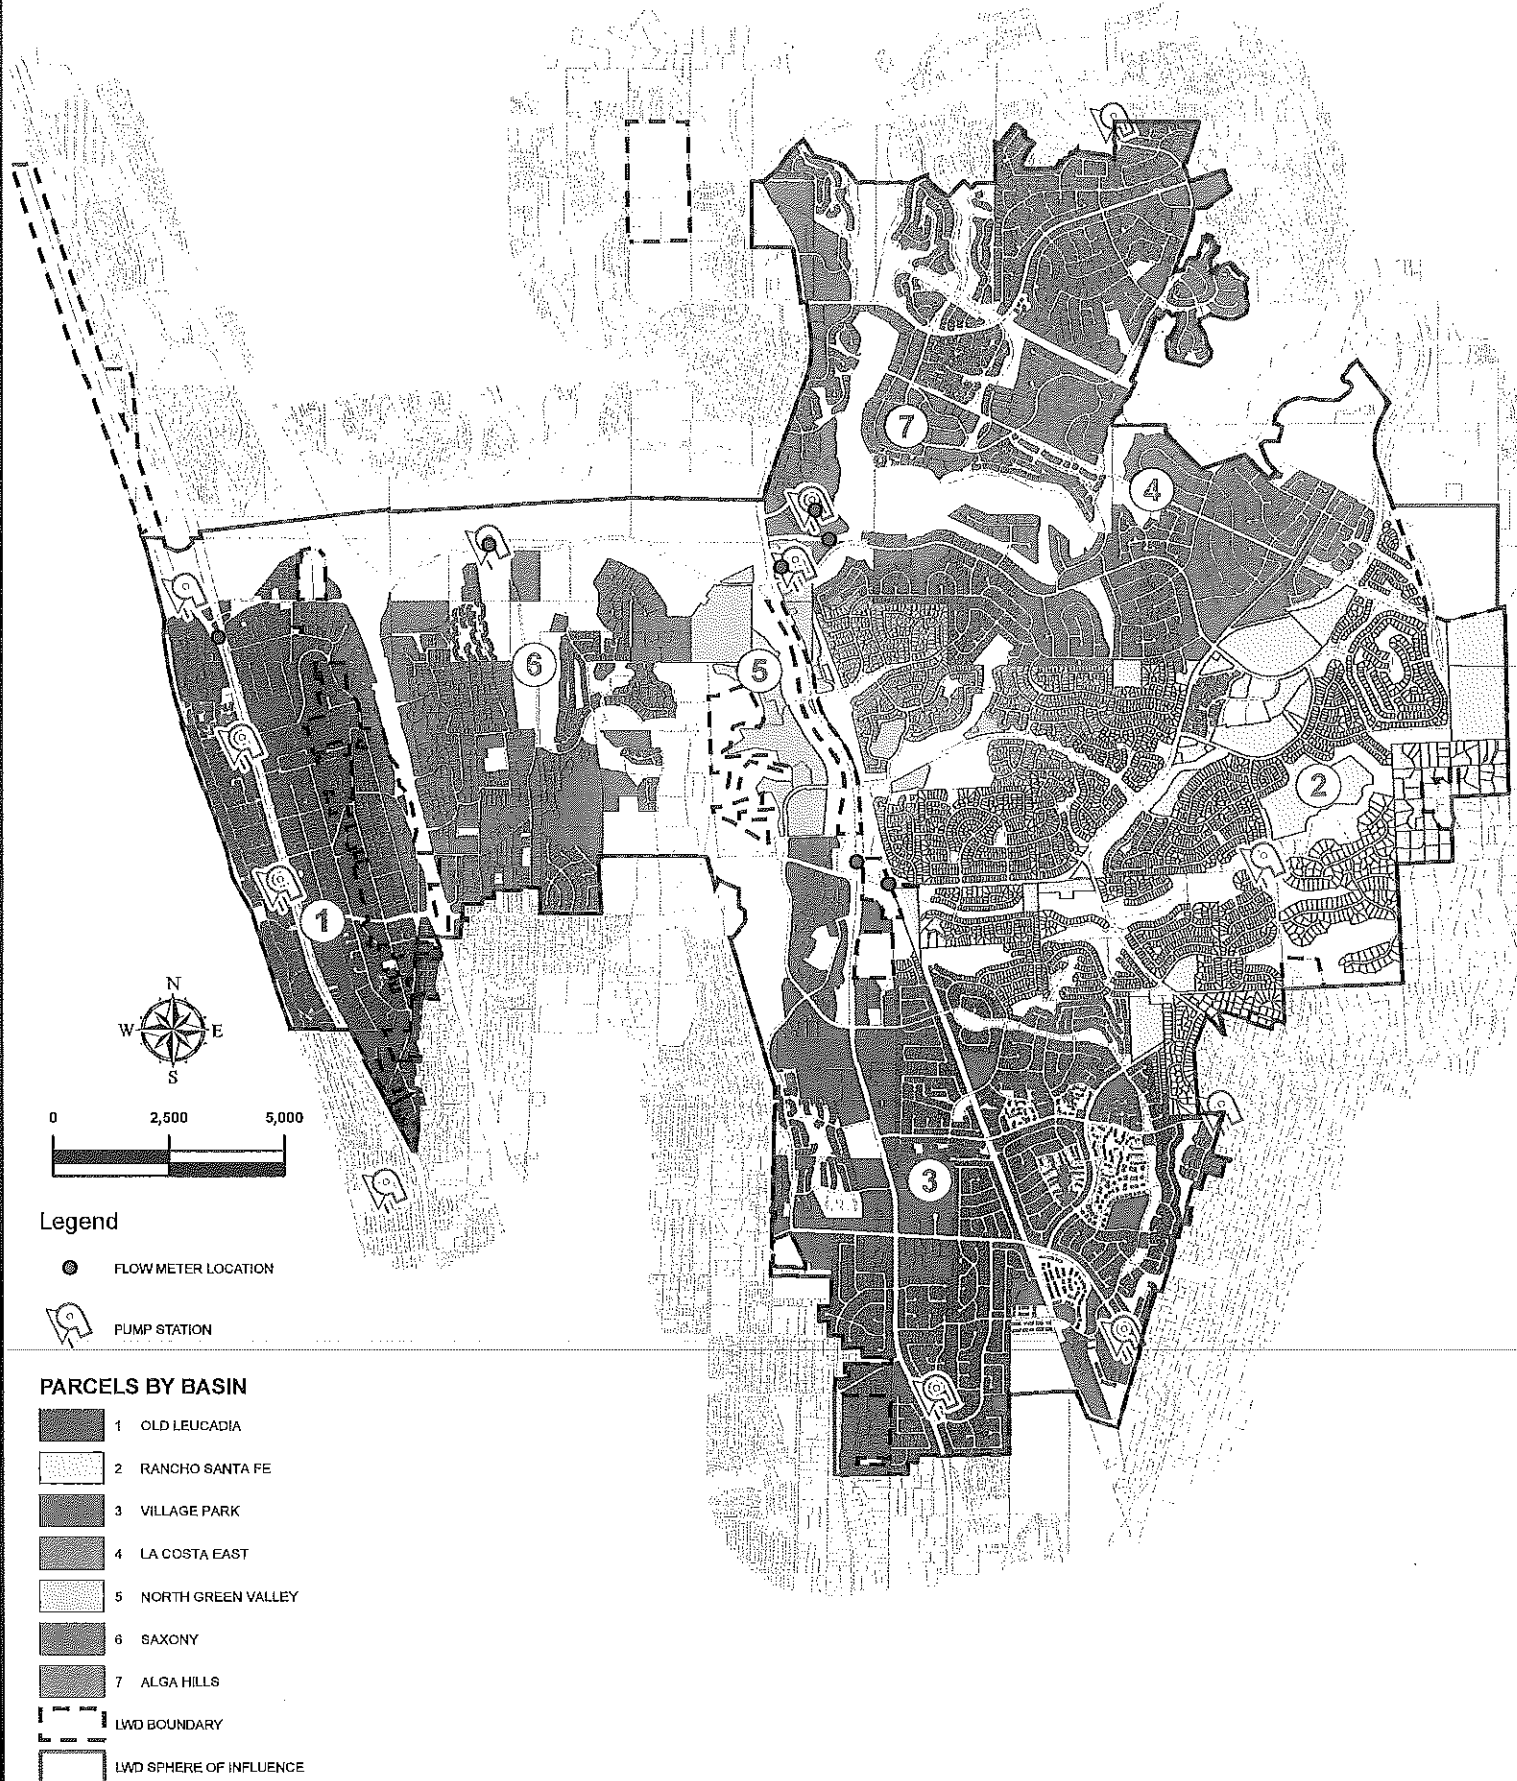 7
4
6
5
2
1
3
N
W E
S
0 2,500 5,000
Legend
FLOW METER LOCATION
PUMP STATION
PARCELS BY BASIN
1 OLD LEUCADIA
2 RANCHO SANTA FE
3 VILLAGE PARK
4 LA COSTA EAST
5 NORTH GREEN VALLEY
6 SAXONY
7 ALGA HILLS
LWD BOUNDARY
LWD SPHERE OF INFLUENCE